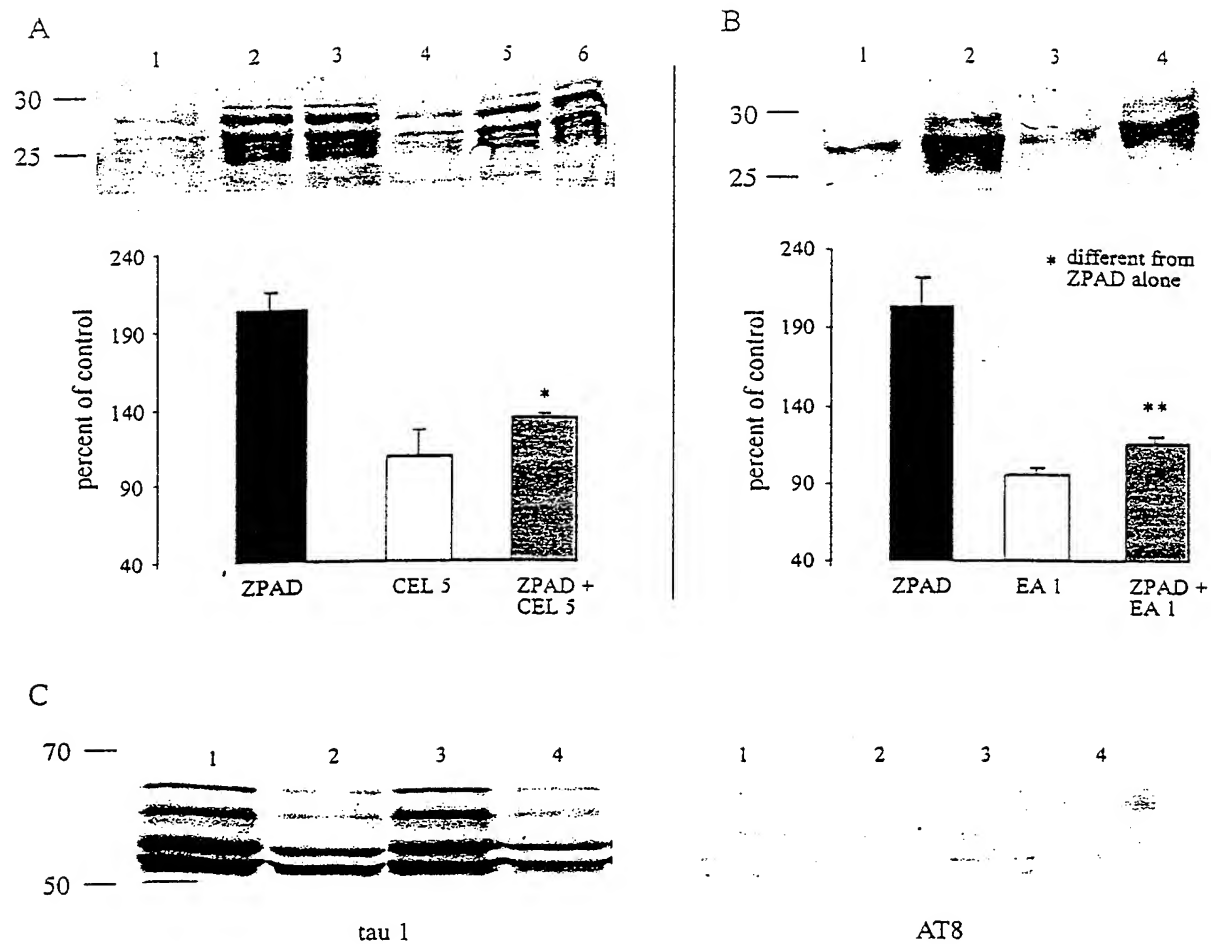 A
1 2 3 4 5 6
30
25
240
190
140
90
40
percent of control
*
ZPAD
CEL 5
ZPAD +
CEL 5
B
1 2 3 4
30
25
240
190
140
90
40
percent of control
* different from
ZPAD alone
**
ZPAD
EA 1
ZPAD +
EA 1
C
70
50
1 2 3 4
tau 1
1 2 3 4
AT8